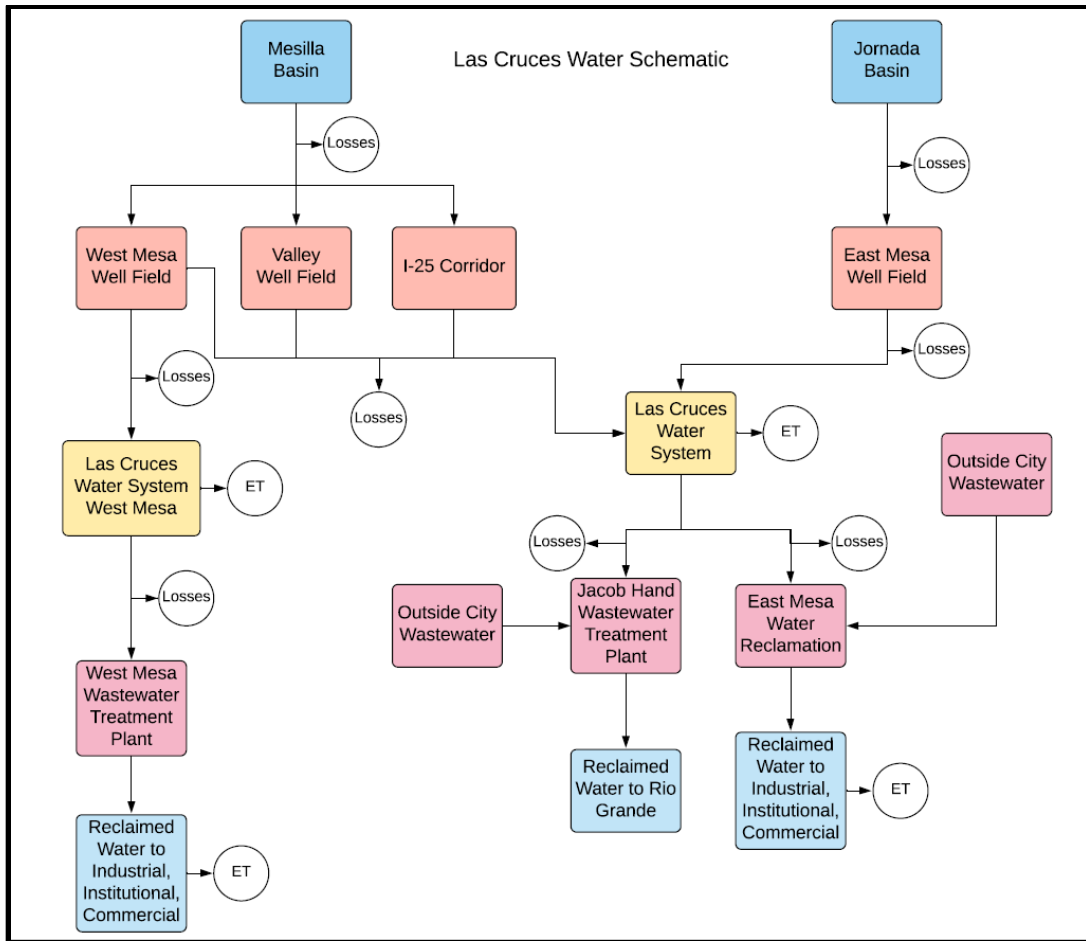 Mesilla
Basin
Las Cruces Water Schematic
Jornada
Basin
Losses
Losses
West Mesa
Well Field
Valley
Well Field
I-25 Corridor
East Mesa
Well Field
Losses
Losses
Losses
Las Cruces
Water
System
ET
Las Cruces
Water System
West Mesa
ET
Outside City
Wastewater
Losses
Losses
Losses
Outside City
Wastewater
Jacob Hand
Wastewater
Treatment
Plant
East Mesa
Water
Reclamation
West Mesa
Wastewater
Treatment
Plant
Reclaimed
Water to Rio
Grande
Reclaimed
Water to
Industrial,
Institutional,
Commercial
ET
Reclaimed
Water to
Industrial,
Institutional,
Commercial
ET